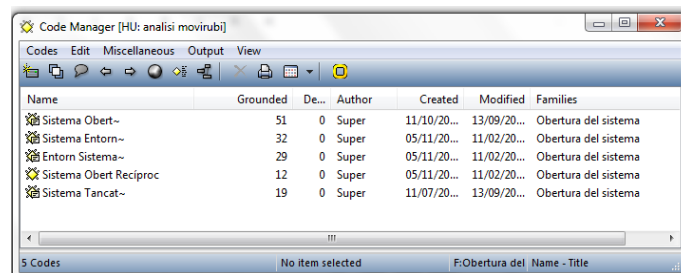 Code Manager [HU: analisi movirubi]
Codes Edit Miscellaneous Output View
Name Grounded De... Author Created Modified Families
Sistema Obert~ 51 0 Super 11/10/20... 13/09/20... Obertura del sistema
Sistema Entorn~ 32 0 Super 05/11/20... 11/02/20... Obertura del sistema
Entorn Sistema~ 29 0 Super 05/11/20... 11/02/20... Obertura del sistema
Sistema Obert Recíproc 12 0 Super 05/11/20... 11/02/20... Obertura del sistema
Sistema Tancat~ 19 0 Super 11/07/20... 13/09/20... Obertura del sistema
5 Codes No item selected F:Obertura del Name - Title